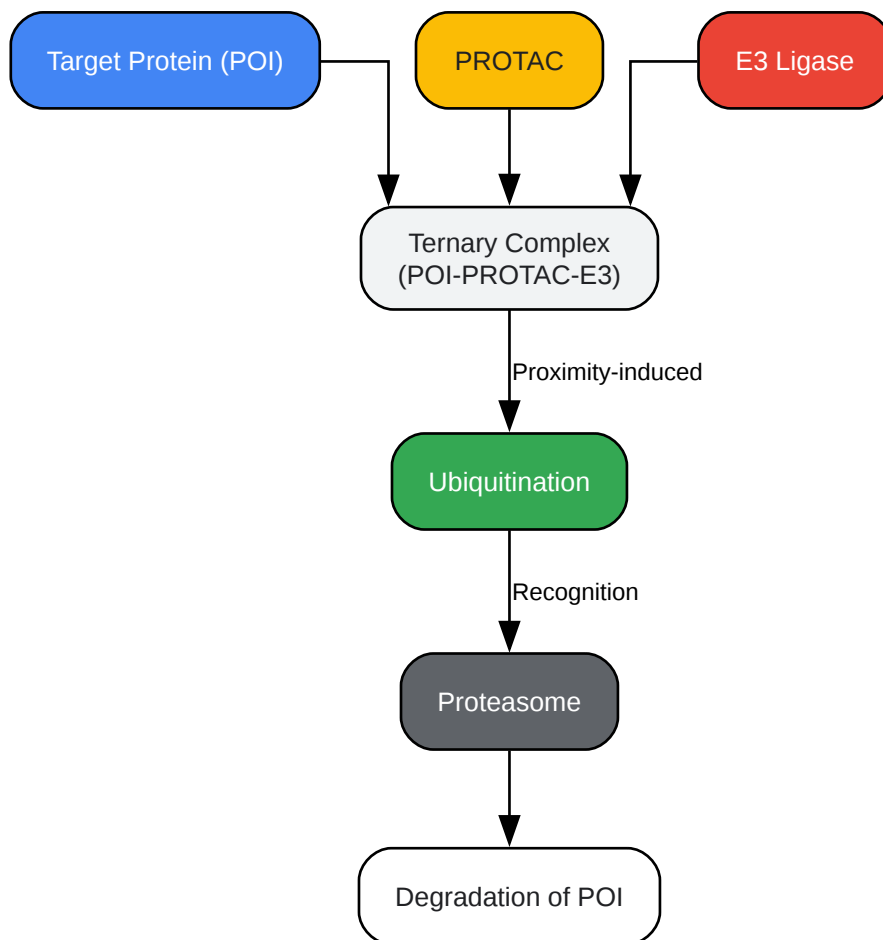 Target Protein (POI)
PROTAC
E3 Ligase
Ternary Complex
(POI-PROTAC-E3)
Proximity-induced
Ubiquitination
Recognition
Proteasome
Degradation of POI